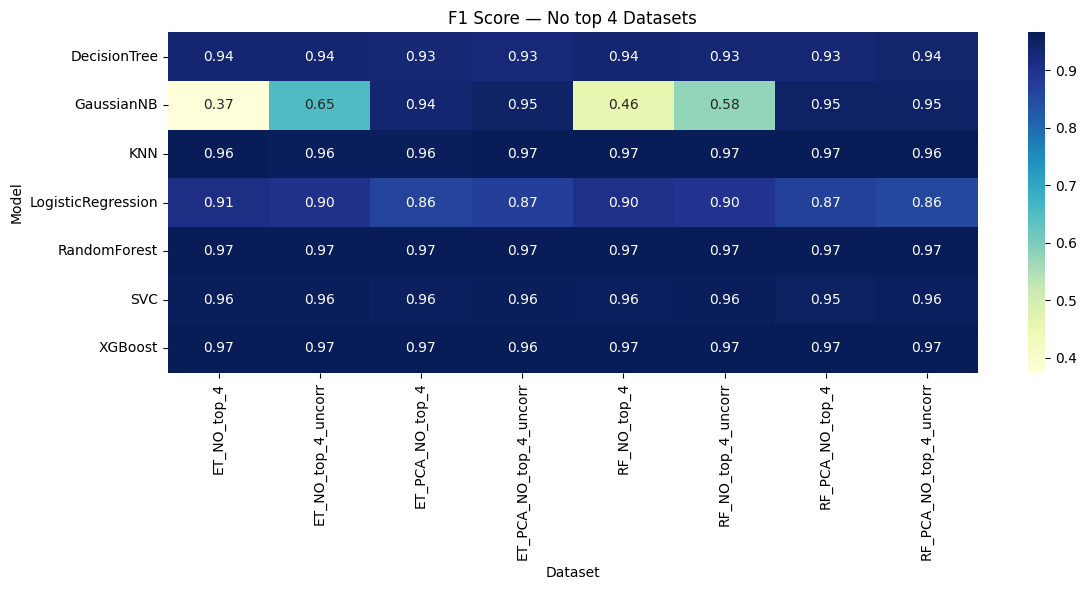 F1 Score — No top 4 Datasets
DecisionTree 0.94 0.94 0.93 0.93 0.94 0.93 0.93 0.94
GaussianNB 0.37 0.65 0.94 0.95 0.46 0.58 0.95 0.95
KNN 0.96 0.96 0.96 0.97 0.97 0.97 0.97 0.96
LogisticRegression 0.91 0.90 0.86 0.87 0.90 0.90 0.87 0.86
RandomForest 0.97 0.97 0.97 0.97 0.97 0.97 0.97 0.97
SVC 0.96 0.96 0.96 0.96 0.96 0.96 0.95 0.96
XGBoost 0.97 0.97 0.97 0.96 0.97 0.97 0.97 0.97
Model
ET_NO_top_4
ET_NO_top_4_uncorr
ET_PCA_NO_top_4
ET_PCA_NO_top_4_uncorr
RF_NO_top_4
RF_NO_top_4_uncorr
RF_PCA_NO_top_4
RF_PCA_NO_top_4_uncorr
Dataset
0.9
0.8
0.7
0.6
0.5
0.4